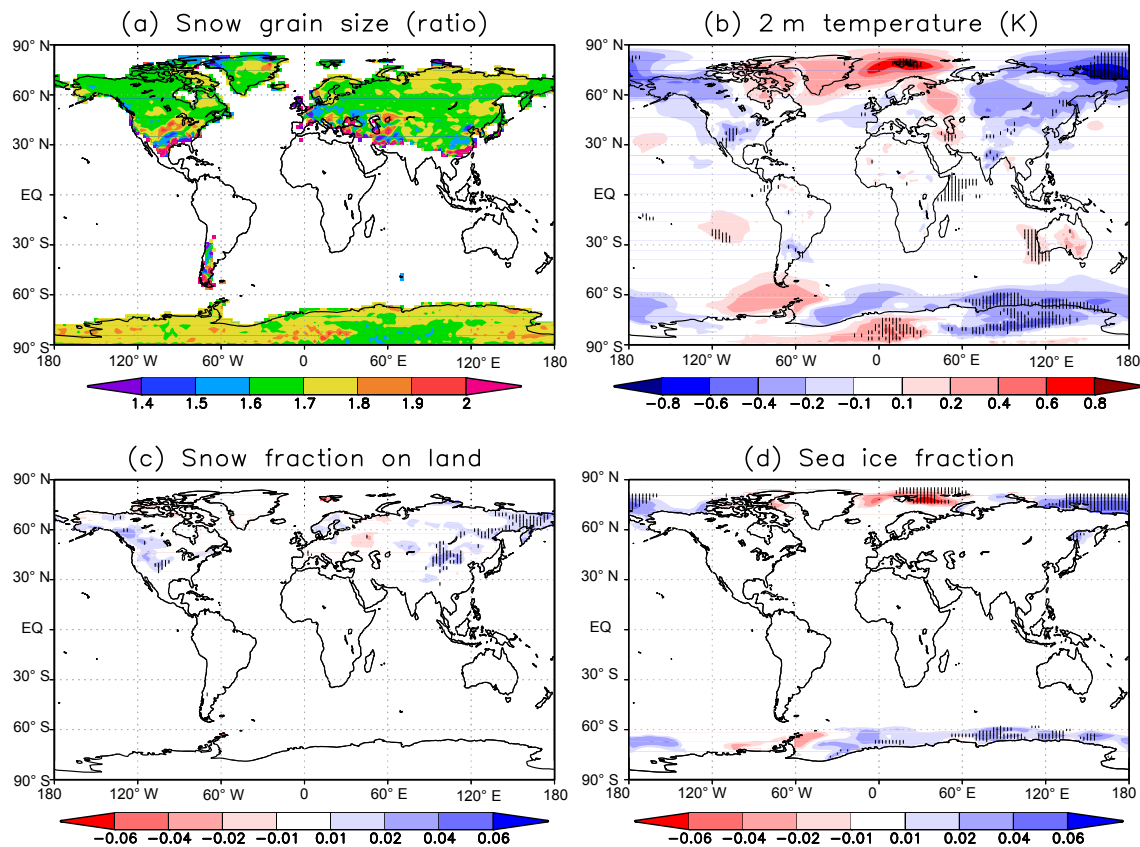 (a) Snow grain size (ratio)
90° N
60° N
30° N
EQ
30° S
60° S
90° S
180 120° W 60° W 0 60° E 120° E 180
1.4 1.5 1.6 1.7 1.8 1.9 2
(b) 2 m temperature (K)
90° N
60° N
30° N
EQ
30° S
60° S
90° S
180 120° W 60° W 0 60° E 120° E 180
−0.8 −0.6 −0.4 −0.2 −0.1 0.1 0.2 0.4 0.6 0.8
(c) Snow fraction on land
90° N
60° N
30° N
EQ
30° S
60° S
90° S
180 120° W 60° W 0 60° E 120° E 180
−0.06 −0.04 −0.02 −0.01 0.01 0.02 0.04 0.06
(d) Sea ice fraction
90° N
60° N
30° N
EQ
30° S
60° S
90° S
180 120° W 60° W 0 60° E 120° E 180
−0.06 −0.04 −0.02 −0.01 0.01 0.02 0.04 0.06